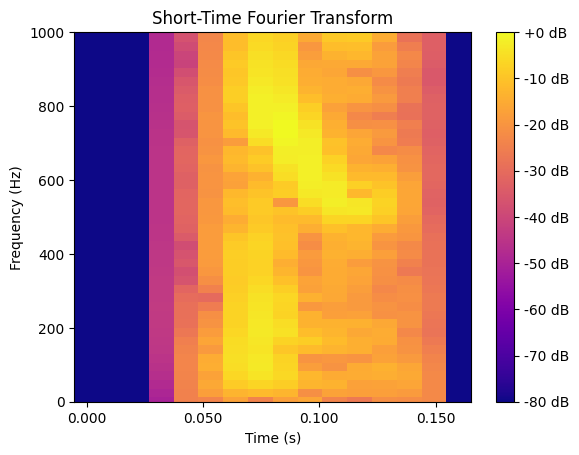 Short-Time Fourier Transform
1000
800
600
400
200
0
Frequency (Hz)
0.000
0.050
0.100
0.150
Time (s)
+0 dB
-10 dB
-20 dB
-30 dB
-40 dB
-50 dB
-60 dB
-70 dB
-80 dB